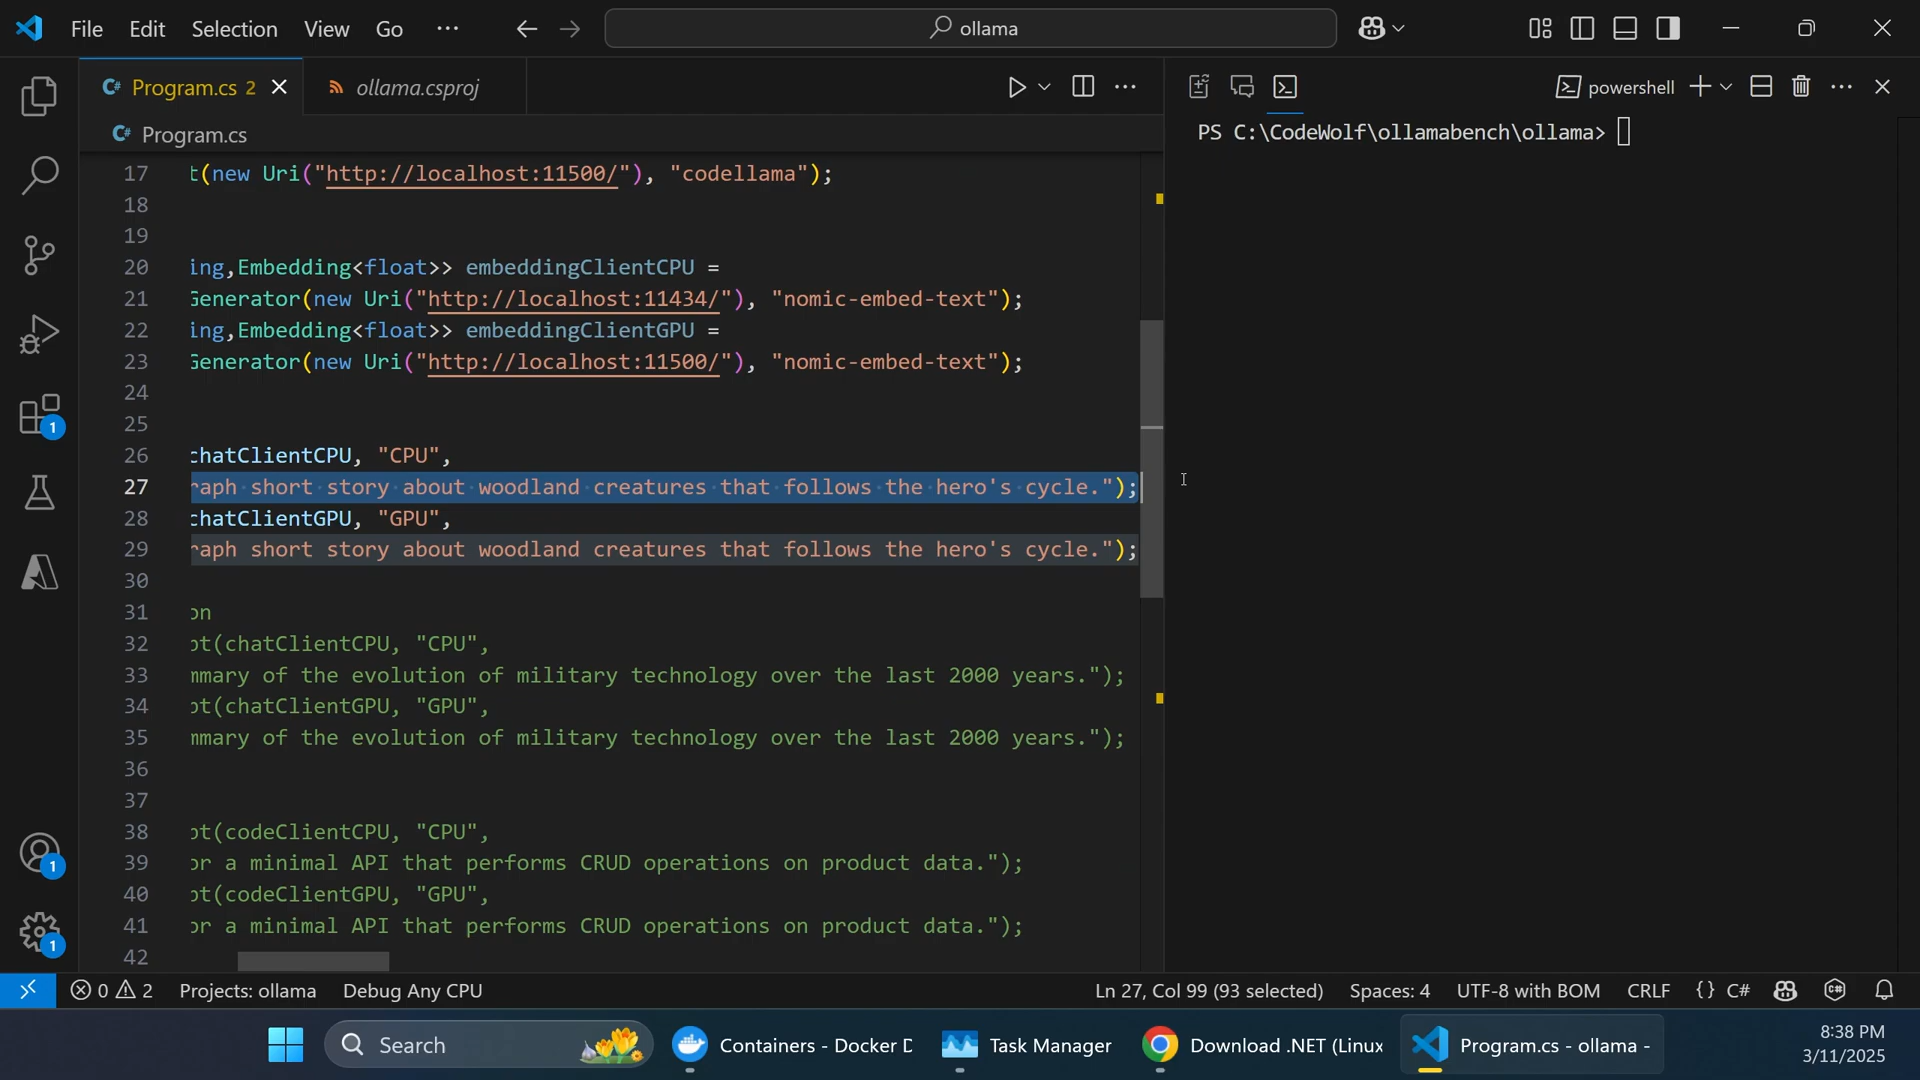 File Edit Selection View Go ··· ollama
Program.cs 2 ollama.csproj
powershell
Program.cs
PS C:\CodeWolf\ollamabench\ollama>
17 t(new Uri("http://localhost:11500/"), "codellama");
18
19
20 ing,Embedding<float>> embeddingClientCPU =
21 Generator(new Uri("http://localhost:11434/"), "nomic-embed-text");
22 ing,Embedding<float>> embeddingClientGPU =
23 Generator(new Uri("http://localhost:11500/"), "nomic-embed-text");
24
25
26 chatClientCPU, "CPU",
27 raph short story about woodland creatures that follows the hero's cycle.");
28 chatClientGPU, "GPU",
29 raph short story about woodland creatures that follows the hero's cycle.");
30
31 on
32 pt(chatClientCPU, "CPU",
33 mmary of the evolution of military technology over the last 2000 years.");
34 pt(chatClientGPU, "GPU",
35 mmary of the evolution of military technology over the last 2000 years.");
36
37
38 pt(codeClientCPU, "CPU",
39 or a minimal API that performs CRUD operations on product data.");
40 pt(codeClientGPU, "GPU",
41 or a minimal API that performs CRUD operations on product data.");
42
1
1
1
0 2 Projects: ollama Debug Any CPU Ln 27, Col 99 (93 selected) Spaces: 4 UTF-8 with BOM CRLF {} C#
Search Containers - Docker D Task Manager Download .NET (Linux Program.cs - ollama -
8:38 PM
3/11/2025